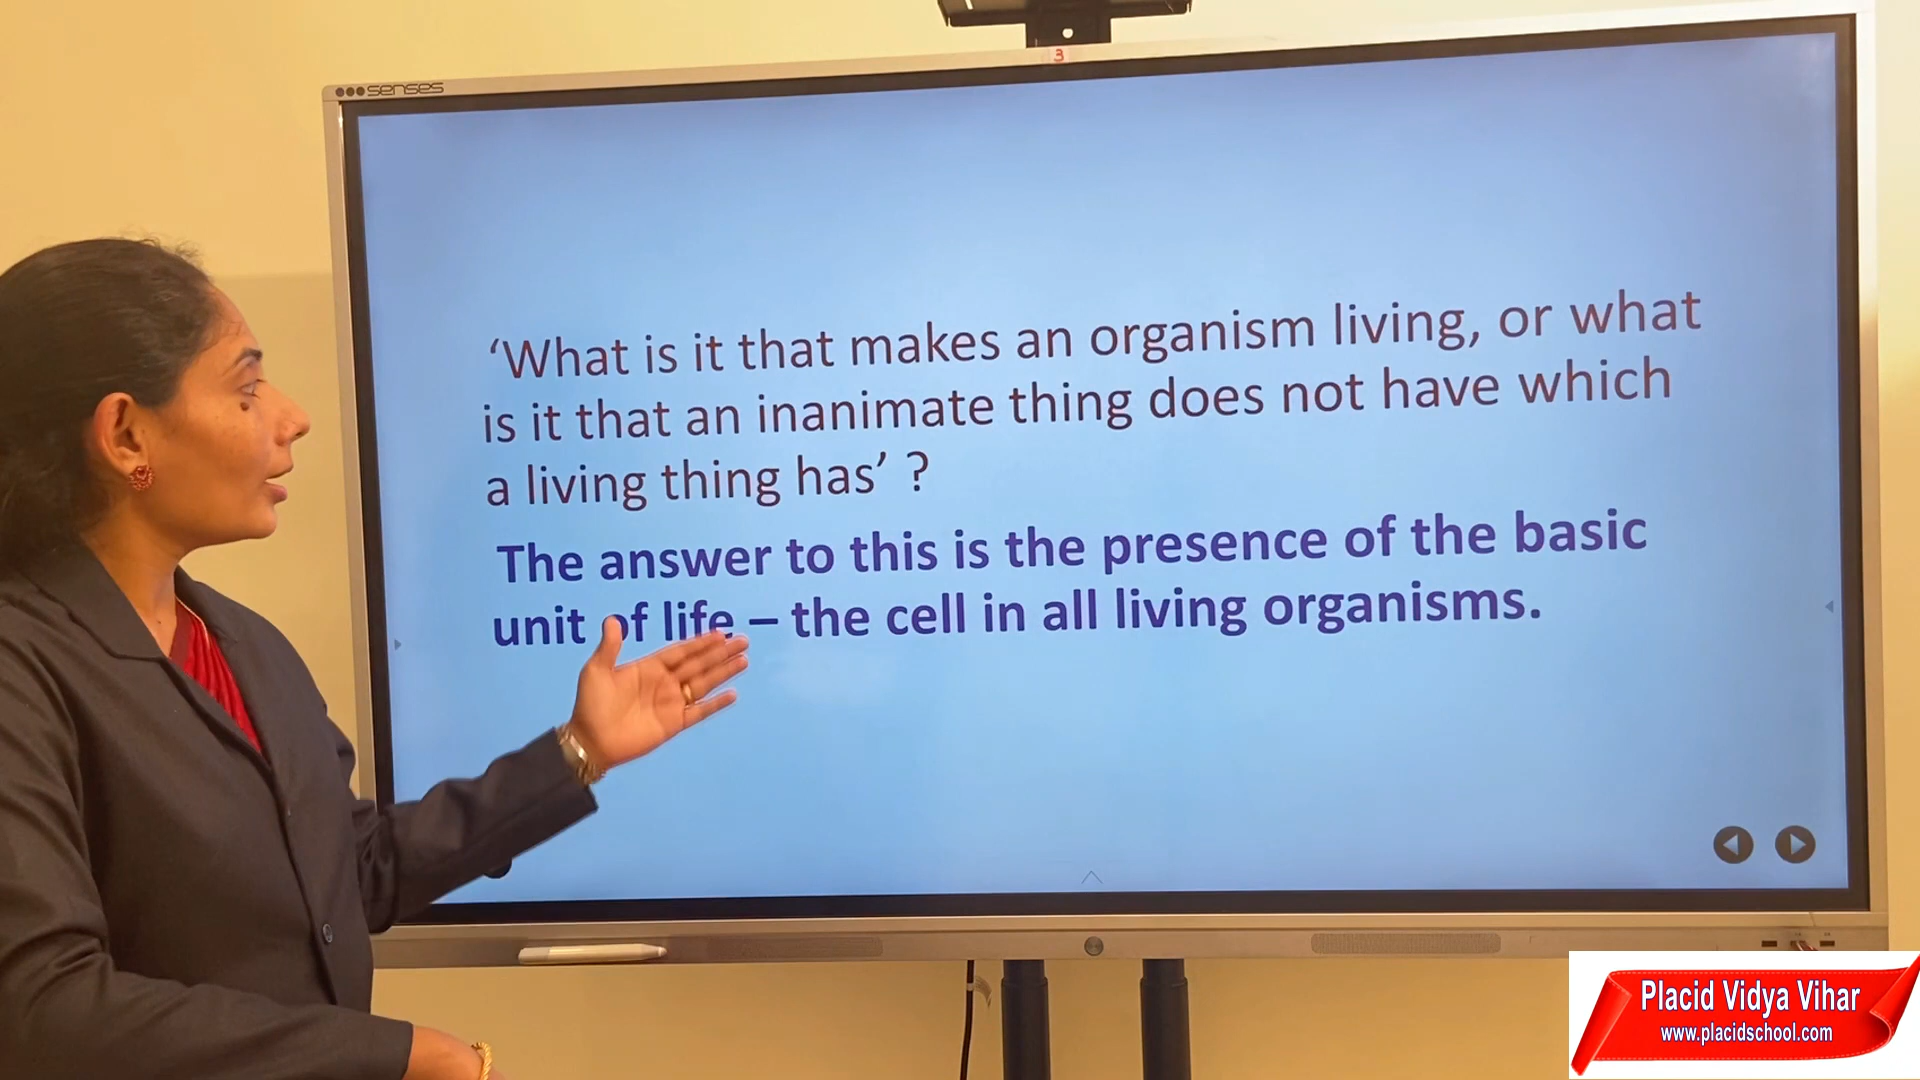 senses
3
‘What is it that makes an organism living, or what
is it that an inanimate thing does not have which
a living thing has’ ?
The answer to this is the presence of the basic
unit of life – the cell in all living organisms.
Placid Vidya Vihar
www.placidschool.com